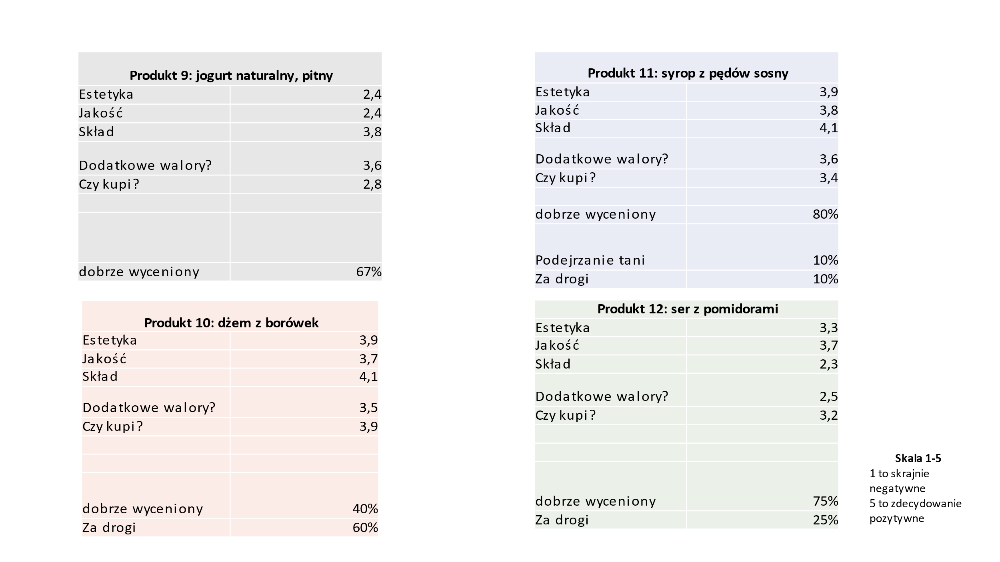 Produkt 9: jogurt naturalny, pitny
Estetyka 2,4
Jakość 2,4
Skład 3,8
Dodatkowe walory? 3,6
Czy kupi? 2,8
dobrze wyceniony 67%
Produkt 10: dżem z borówek
Estetyka 3,9
Jakość 3,7
Skład 4,1
Dodatkowe walory? 3,5
Czy kupi? 3,9
dobrze wyceniony 40%
Za drogi 60%
Produkt 11: syrop z pędów sosny
Estetyka 3,9
Jakość 3,8
Skład 4,1
Dodatkowe walory? 3,6
Czy kupi? 3,4
dobrze wyceniony 80%
Podejrzanie tani 10%
Za drogi 10%
Produkt 12: ser z pomidorami
Estetyka 3,3
Jakość 3,7
Skład 2,3
Dodatkowe walory? 2,5
Czy kupi? 3,2
dobrze wyceniony 75%
Za drogi 25%
Skala 1-5
1 to skrajnie
negatywne
5 to zdecydowanie
pozytywne